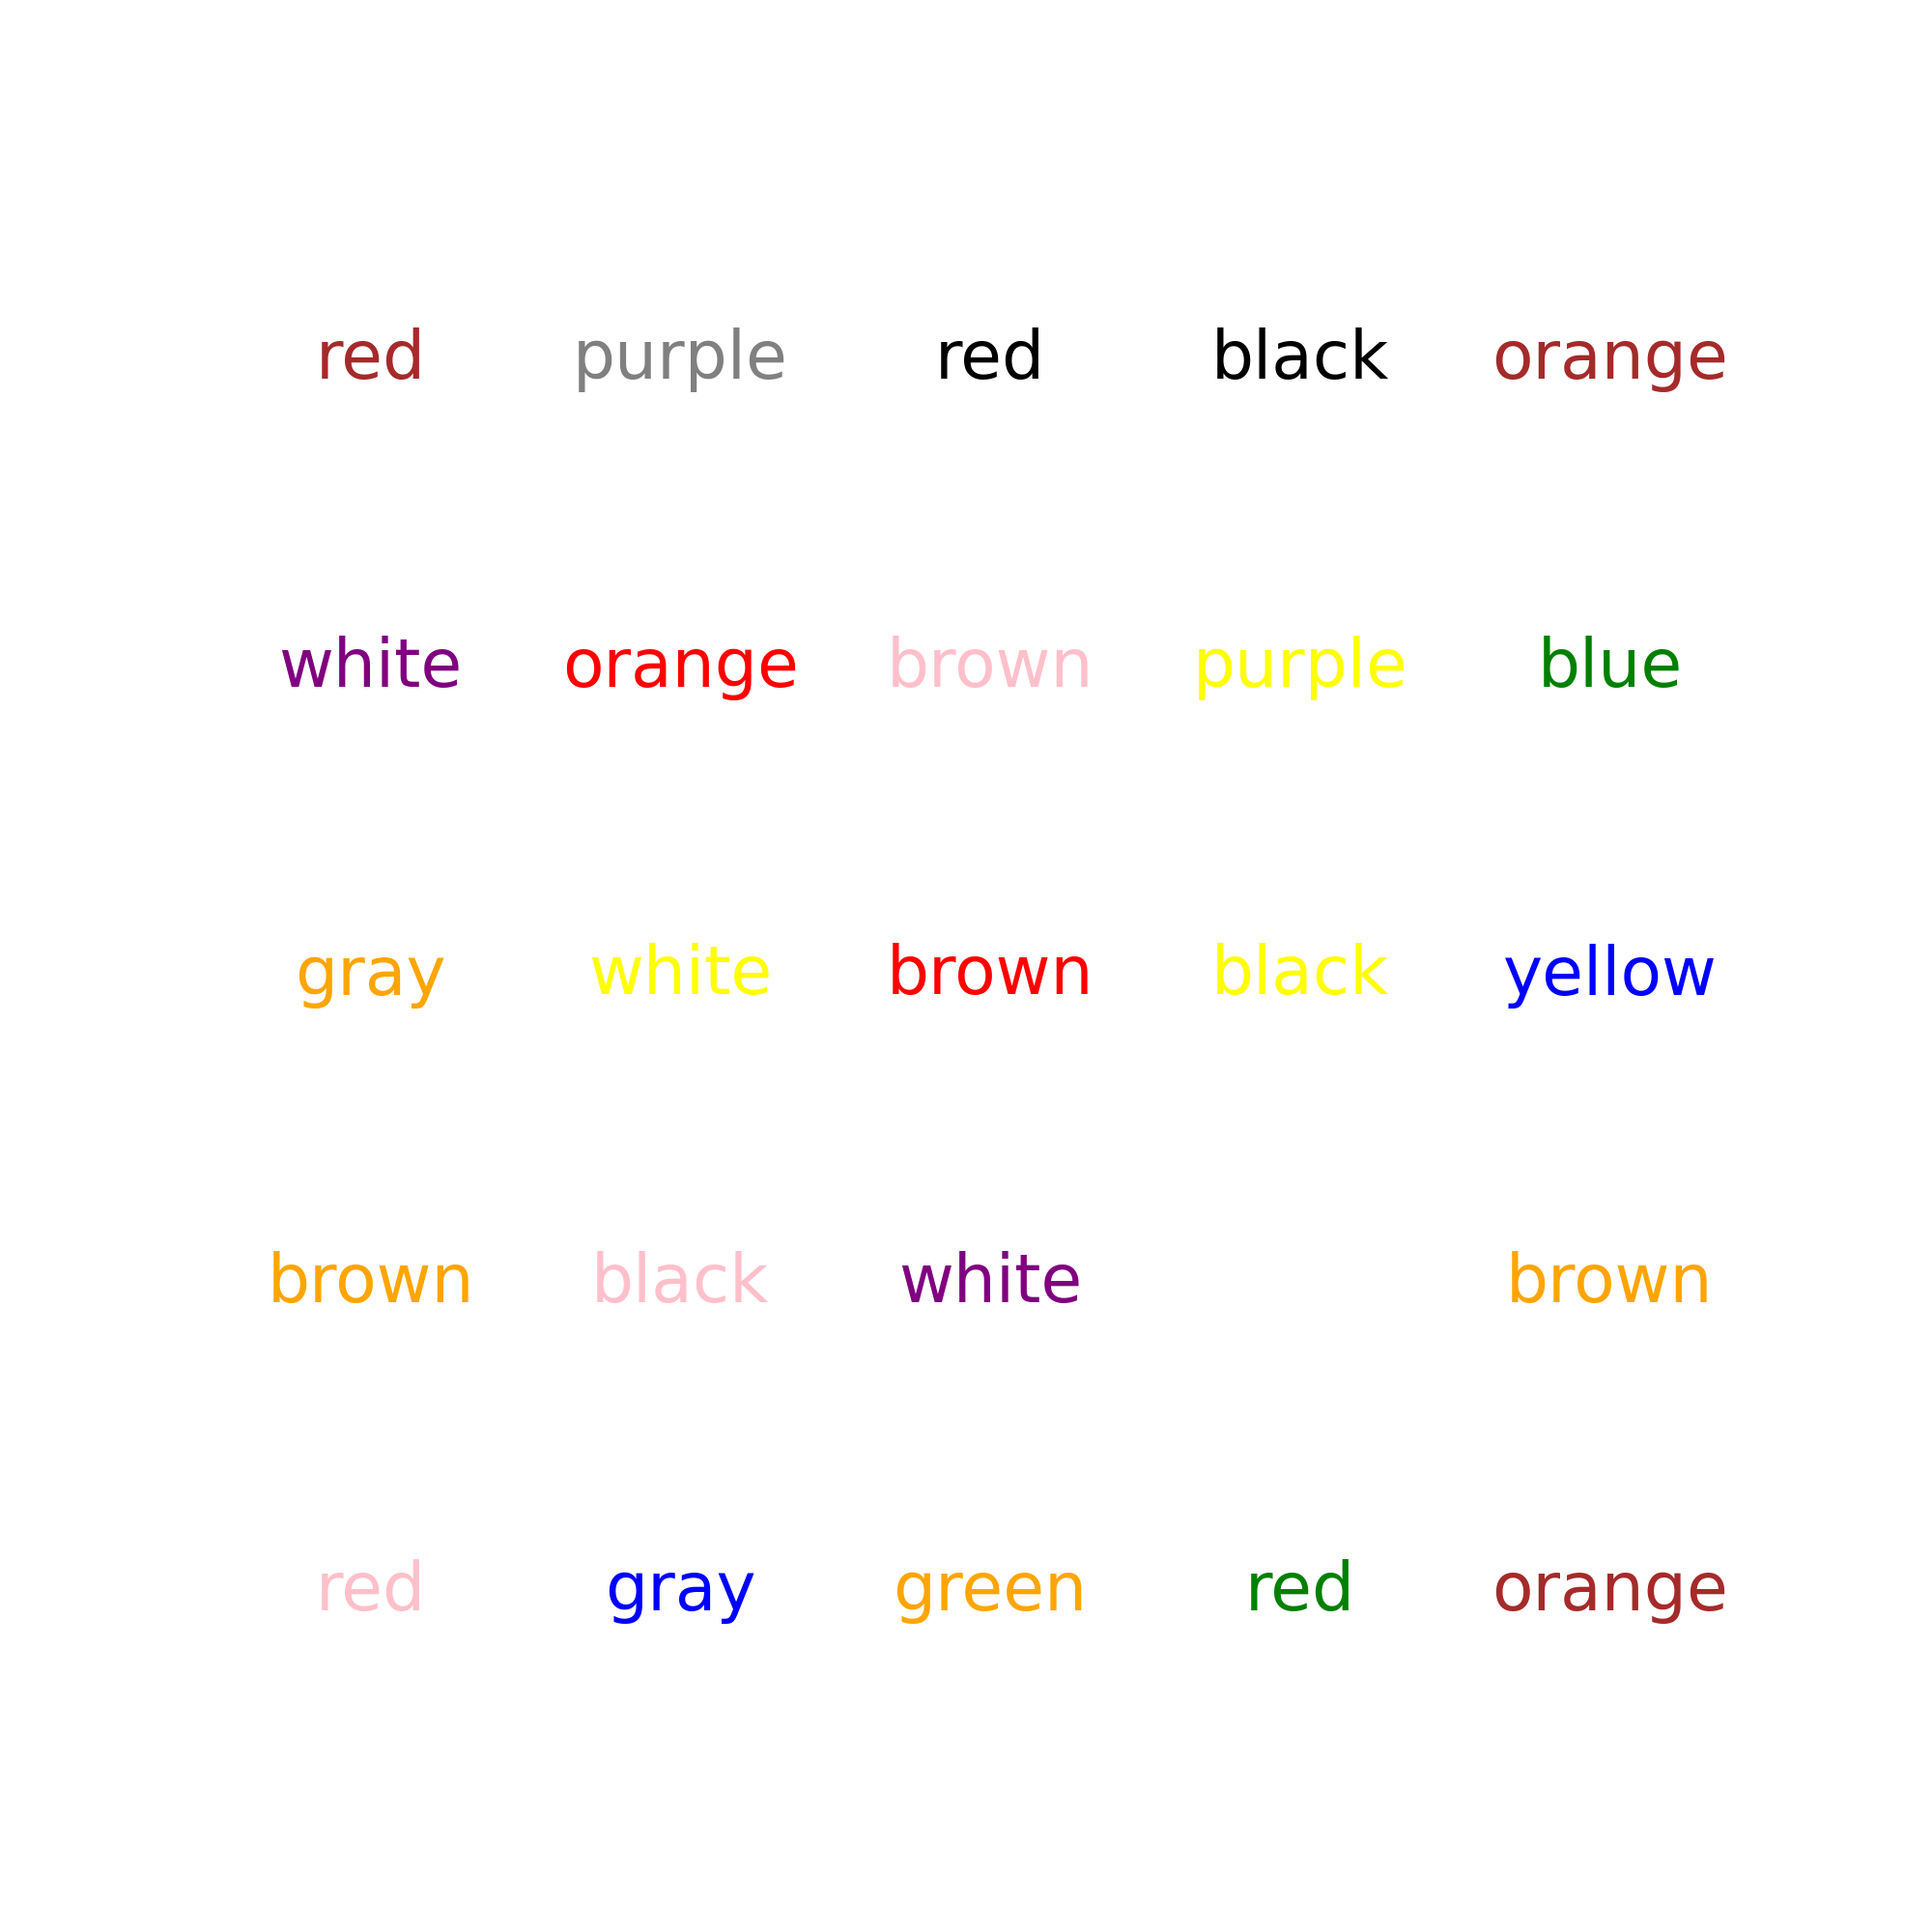 red purple red black orange
white orange brown purple blue
gray white brown black yellow
brown black white brown
red gray green red orange